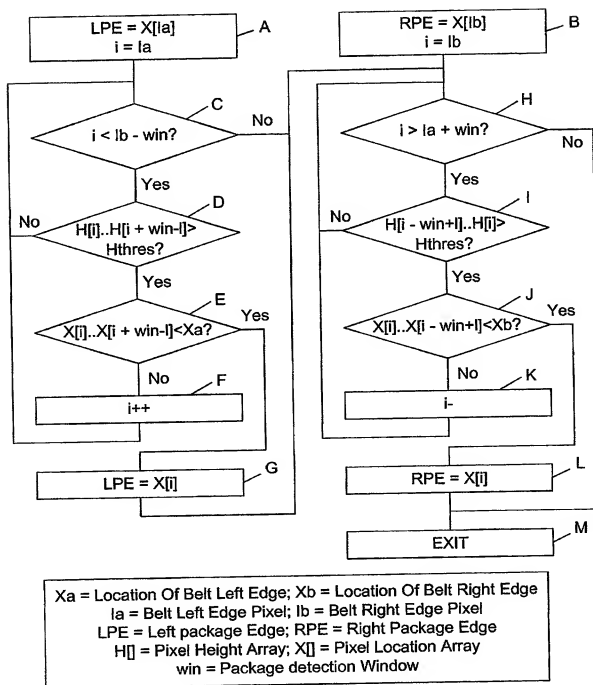 LPE = X[Ia]
i = Ia
A
RPE = X[Ib]
i = Ib
B
C
i < Ib - win?
No
Yes
D
No
H[i]..H[i + win-I]>
Hthres?
Yes
E
Yes
X[i]..X[i + win-I]<Xa?
No
F
i++
G
LPE = X[i]
H
i > Ia + win?
No
Yes
I
No
H[i - win+I]..H[i]>
Hthres?
Yes
J
Yes
X[i]..X[i - win+I]<Xb?
No
K
i-
L
RPE = X[i]
M
EXIT
Xa = Location Of Belt Left Edge; Xb = Location Of Belt Right Edge
Ia = Belt Left Edge Pixel; Ib = Belt Right Edge Pixel
LPE = Left package Edge; RPE = Right Package Edge
H[] = Pixel Height Array; X[] = Pixel Location Array
win = Package detection Window